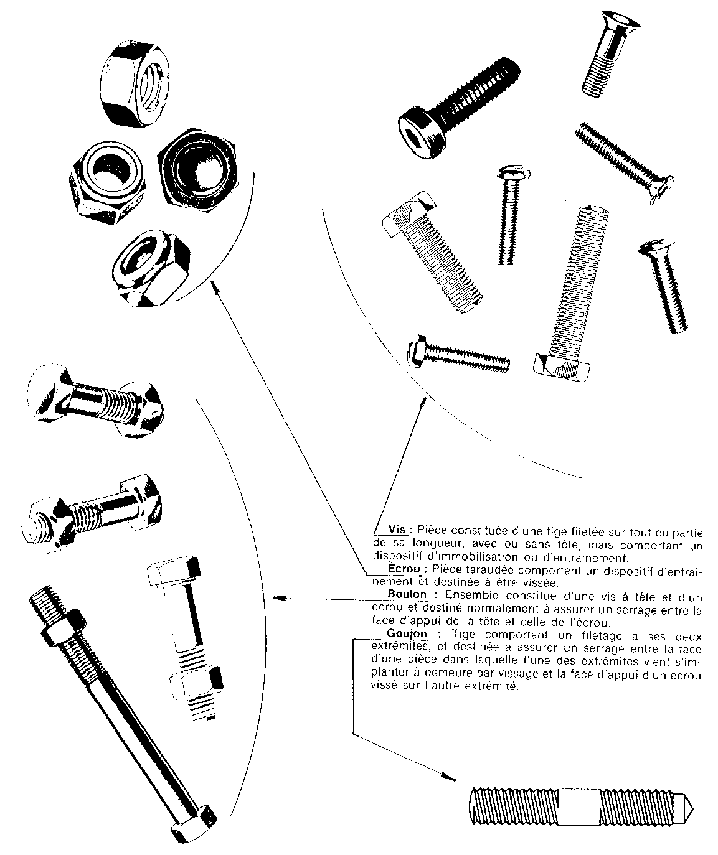 Vis : Pièce constituée d'une tige filetée sur tout ou partie
de sa longueur, avec ou sans tête, mais comportant un
dispositif d'immobilisation ou d'entraînement.
Ecrou : Pièce taraudée comportant un dispositif d'entraî-
nement et destinée à être vissée.
Boulon : Ensemble constitué d'une vis à tête et d'un
écrou et destiné normalement à assurer un serrage entre la
face d'appui de la tête et celle de l'écrou.
Goujon : Tige comportant un filetage à ses deux
extrémités, et destinée à assurer un serrage entre la face
d'une pièce dans laquelle l'une des extrémités vient s'im-
planter à demeure par vissage et la face d'appui d'un écrou
vissé sur l'autre extrémité.